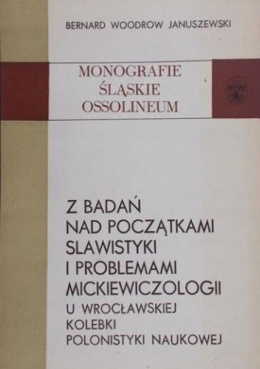 BERNARD WOODROW JANUSZEWSKI
MONOGRAFIE
ŚLĄSKIE
OSSOLINEUM
Z BADAŃ
NAD POCZĄTKAMI
SLAWISTYKI
I PROBLEMAMI
MICKIEWICZOLOGII
U WROCŁAWSKIEJ
KOLEBKI
POLONISTYKI NAUKOWEJ